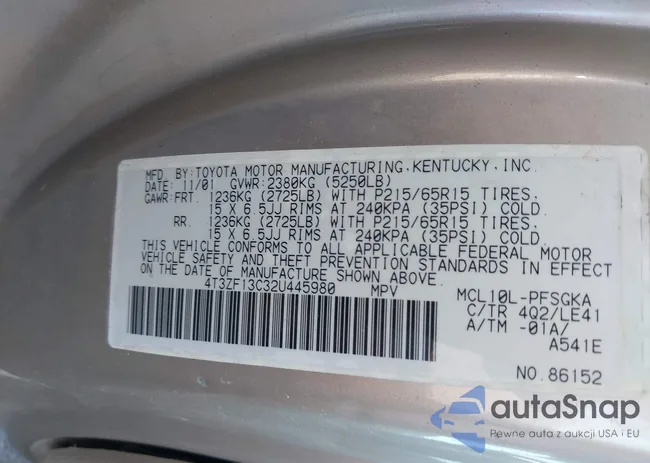 MFD. BY:TOYOTA MOTOR MANUFACTURING,KENTUCKY,INC.
DATE: 11/01 GVWR:2380KG (5250LB)
GAWR:FRT. 1236KG (2725LB) WITH P215/65R15 TIRES.
15 X 6.5JJ RIMS AT 240KPA (35PSI) COLD.
RR. 1236KG (2725LB) WITH P215/65R15 TIRES.
15 X 6.5JJ RIMS AT 240KPA (35PSI) COLD.
THIS VEHICLE CONFORMS TO ALL APPLICABLE FEDERAL MOTOR
VEHICLE SAFETY AND THEFT PREVENTION STANDARDS IN EFFECT
ON THE DATE OF MANUFACTURE SHOWN ABOVE.
4T3ZF13C32U445980 MPV
MCL10L-PFSGKA
C/TR 4Q2/LE41
A/TM -01A/
A541E
NO.86152
autaSnap
Pewne auta z aukcji USA i EU